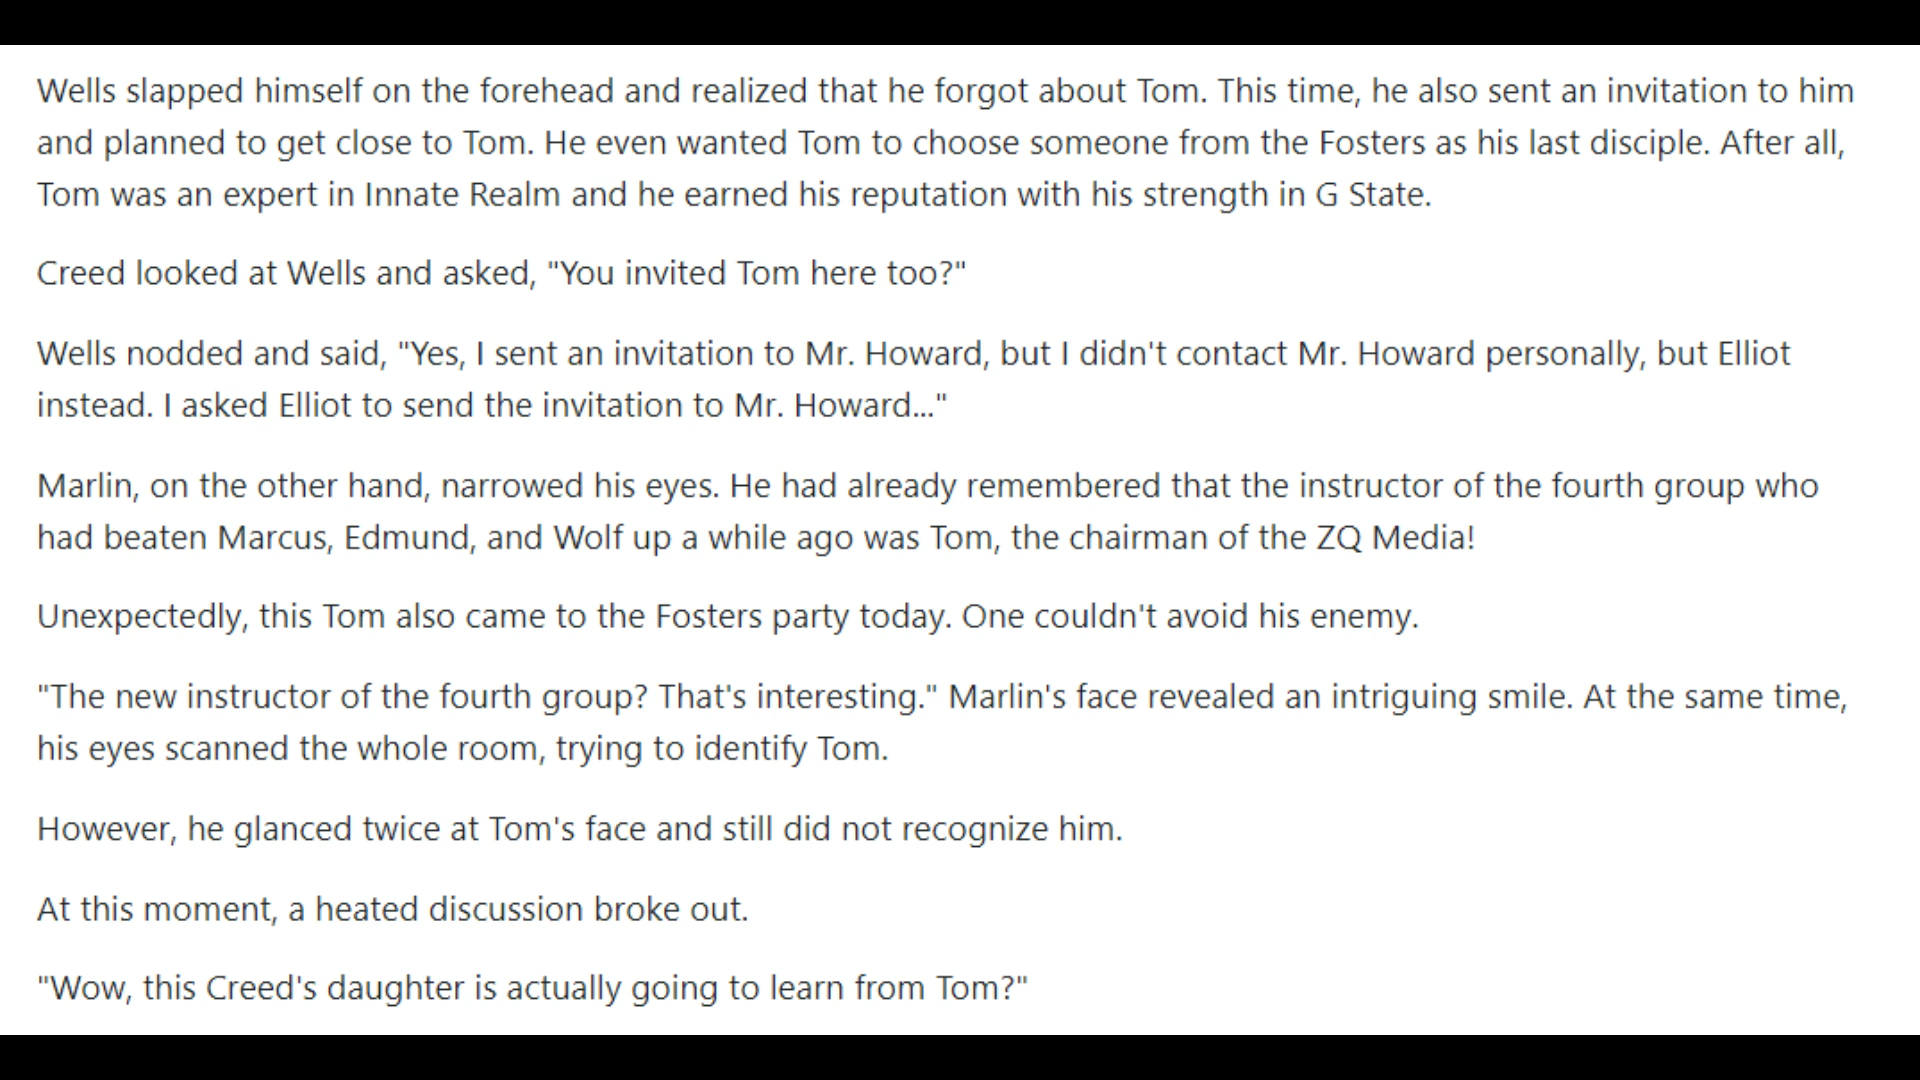 Wells slapped himself on the forehead and realized that he forgot about Tom. This time, he also sent an invitation to him
and planned to get close to Tom. He even wanted Tom to choose someone from the Fosters as his last disciple. After all,
Tom was an expert in Innate Realm and he earned his reputation with his strength in G State.
Creed looked at Wells and asked, "You invited Tom here too?"
Wells nodded and said, "Yes, I sent an invitation to Mr. Howard, but I didn't contact Mr. Howard personally, but Elliot
instead. I asked Elliot to send the invitation to Mr. Howard..."
Marlin, on the other hand, narrowed his eyes. He had already remembered that the instructor of the fourth group who
had beaten Marcus, Edmund, and Wolf up a while ago was Tom, the chairman of the ZQ Media!
Unexpectedly, this Tom also came to the Fosters party today. One couldn't avoid his enemy.
"The new instructor of the fourth group? That's interesting." Marlin's face revealed an intriguing smile. At the same time,
his eyes scanned the whole room, trying to identify Tom.
However, he glanced twice at Tom's face and still did not recognize him.
At this moment, a heated discussion broke out.
"Wow, this Creed's daughter is actually going to learn from Tom?"